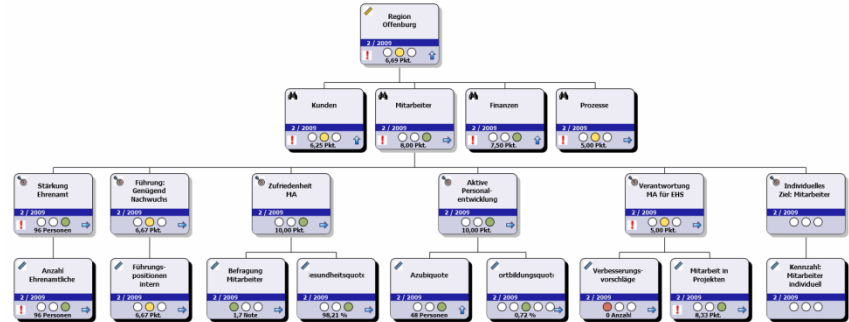 Region
Offenburg
2 / 2009
6,69 Pkt.
Kunden
2 / 2009
6,25 Pkt.
Mitarbeiter
2 / 2009
8,00 Pkt.
Finanzen
2 / 2009
7,50 Pkt.
Prozesse
2 / 2009
5,00 Pkt.
Stärkung
Ehrenamt
2 / 2009
96 Personen
Führung:
Genügend
Nachwuchs
2 / 2009
6,67 Pkt.
Zufriedenheit
MA
2 / 2009
10,00 Pkt.
Aktive
Personal-
entwicklung
2 / 2009
10,00 Pkt.
Verantwortung
MA für EHS
2 / 2009
5,00 Pkt.
Individuelles
Ziel: Mitarbeiter
2 / 2009
Anzahl
Ehrenamtliche
2 / 2009
96 Personen
Führungs-
positionen
intern
2 / 2009
6,67 Pkt.
Befragung
Mitarbeiter
2 / 2009
1,7 Note
esundheitsquote
2 / 2009
98,21 %
Azubiquote
2 / 2009
48 Personen
ortbildungsquot
2 / 2009
0,72 %
Verbesserungs-
vorschläge
2 / 2009
0 Anzahl
Mitarbeit in
Projekten
2 / 2009
8,33 Pkt.
Kennzahl:
Mitarbeiter
individuell
2 / 2009